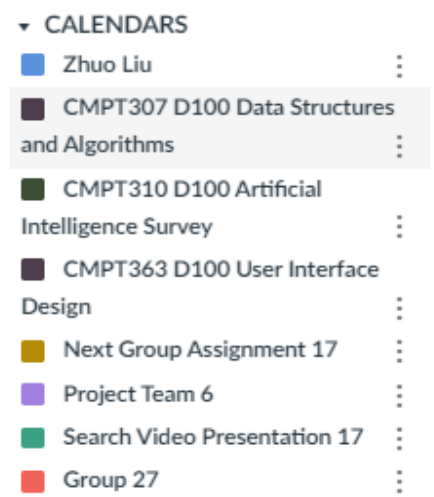 CALENDARS
Zhuo Liu
CMPT307 D100 Data Structures
and Algorithms
CMPT310 D100 Artificial
Intelligence Survey
CMPT363 D100 User Interface
Design
Next Group Assignment 17
Project Team 6
Search Video Presentation 17
Group 27